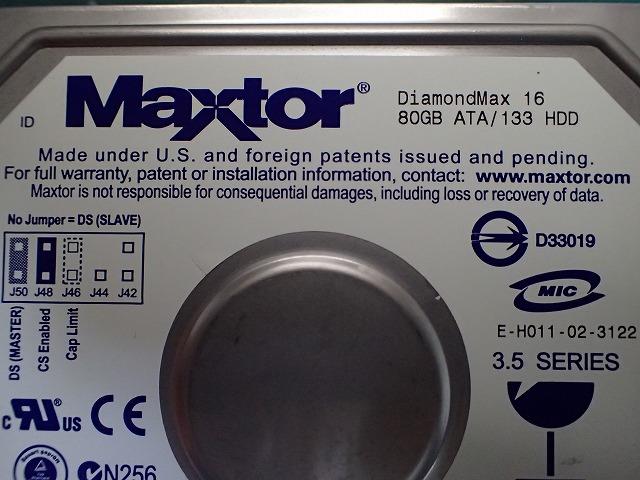 Maxtor®
DiamondMax 16
80GB ATA/133 HDD
ID
Made under U.S. and foreign patents issued and pending.
For full warranty, patent or installation information, contact: www.maxtor.com
Maxtor is not responsible for consequential damages, including loss or recovery of data.
No Jumper = DS (SLAVE)
J50 J48 J46 J44 J42
DS (MASTER)
CS Enabled
Cap Limit
D33019
MIC
E-H011-02-3122
3.5 SERIES
c RU® US CE
N256